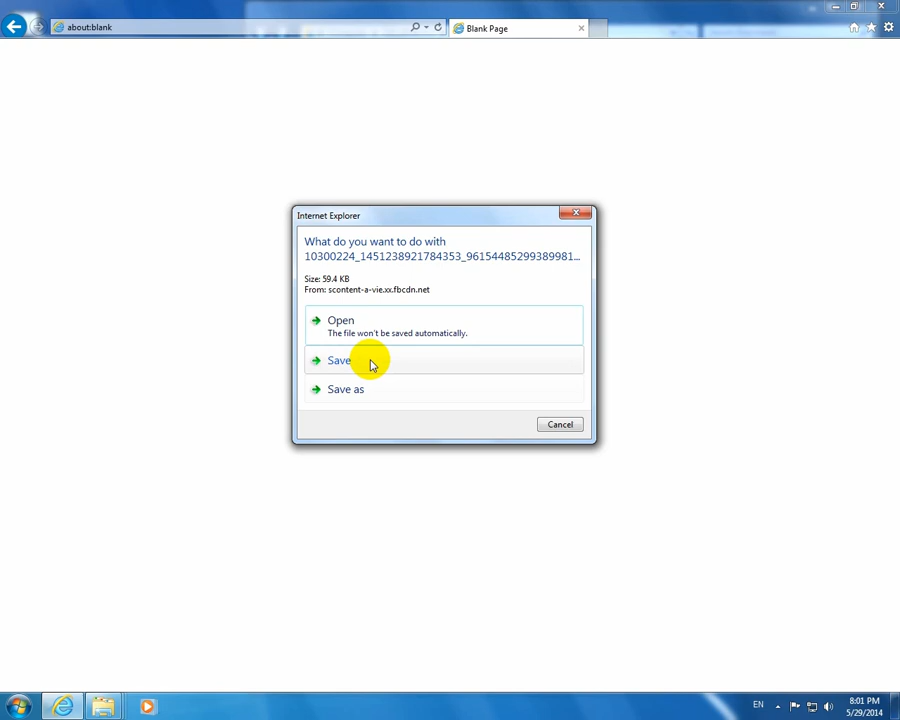 about:blank
Blank Page
Internet Explorer
What do you want to do with
10300224_1451238921784353_96154485299389981...
Size: 59.4 KB
From: scontent-a-vie.xx.fbcdn.net
Open
The file won't be saved automatically.
Save
Save as
Cancel
EN
8:01 PM
5/29/2014